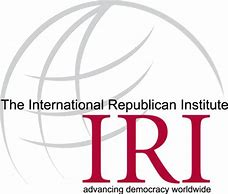 The International Republican Institute
IRI
advancing democracy worldwide